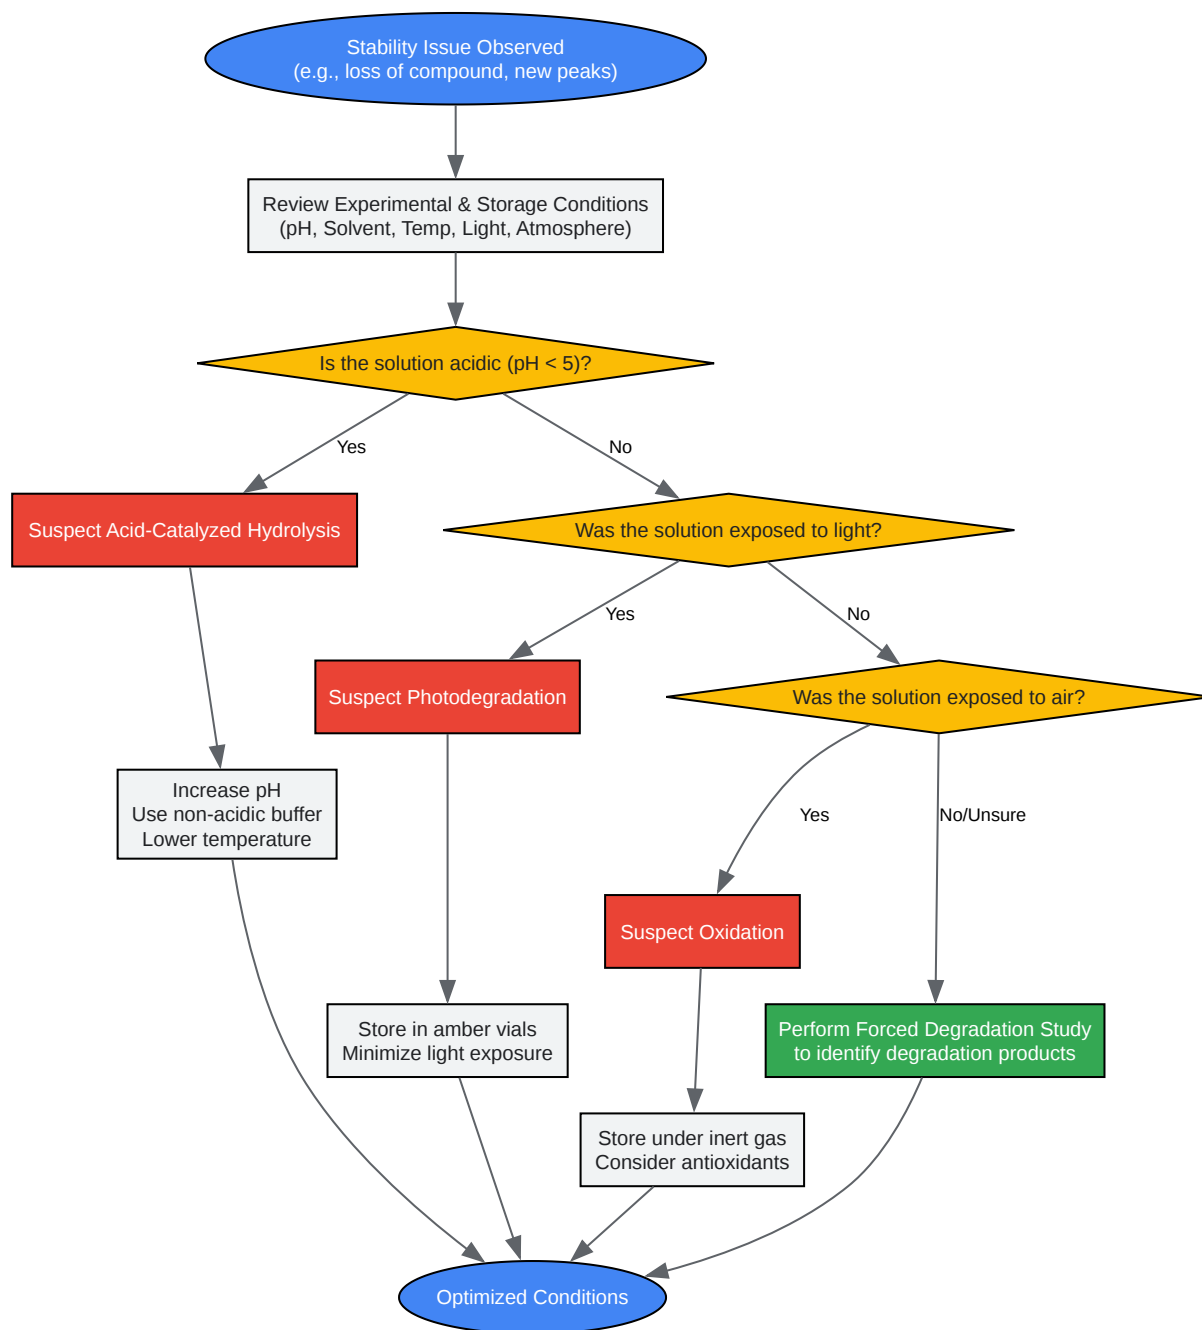 Stability Issue Observed
(e.g., loss of compound, new peaks)
Review Experimental & Storage Conditions
(pH, Solvent, Temp, Light, Atmosphere)
Is the solution acidic (pH < 5)?
Yes
No
Suspect Acid-Catalyzed Hydrolysis
Was the solution exposed to light?
Yes
No
Suspect Photodegradation
Was the solution exposed to air?
Increase pH
Use non-acidic buffer
Lower temperature
Yes
No/Unsure
Suspect Oxidation
Store in amber vials
Minimize light exposure
Perform Forced Degradation Study
to identify degradation products
Store under inert gas
Consider antioxidants
Optimized Conditions